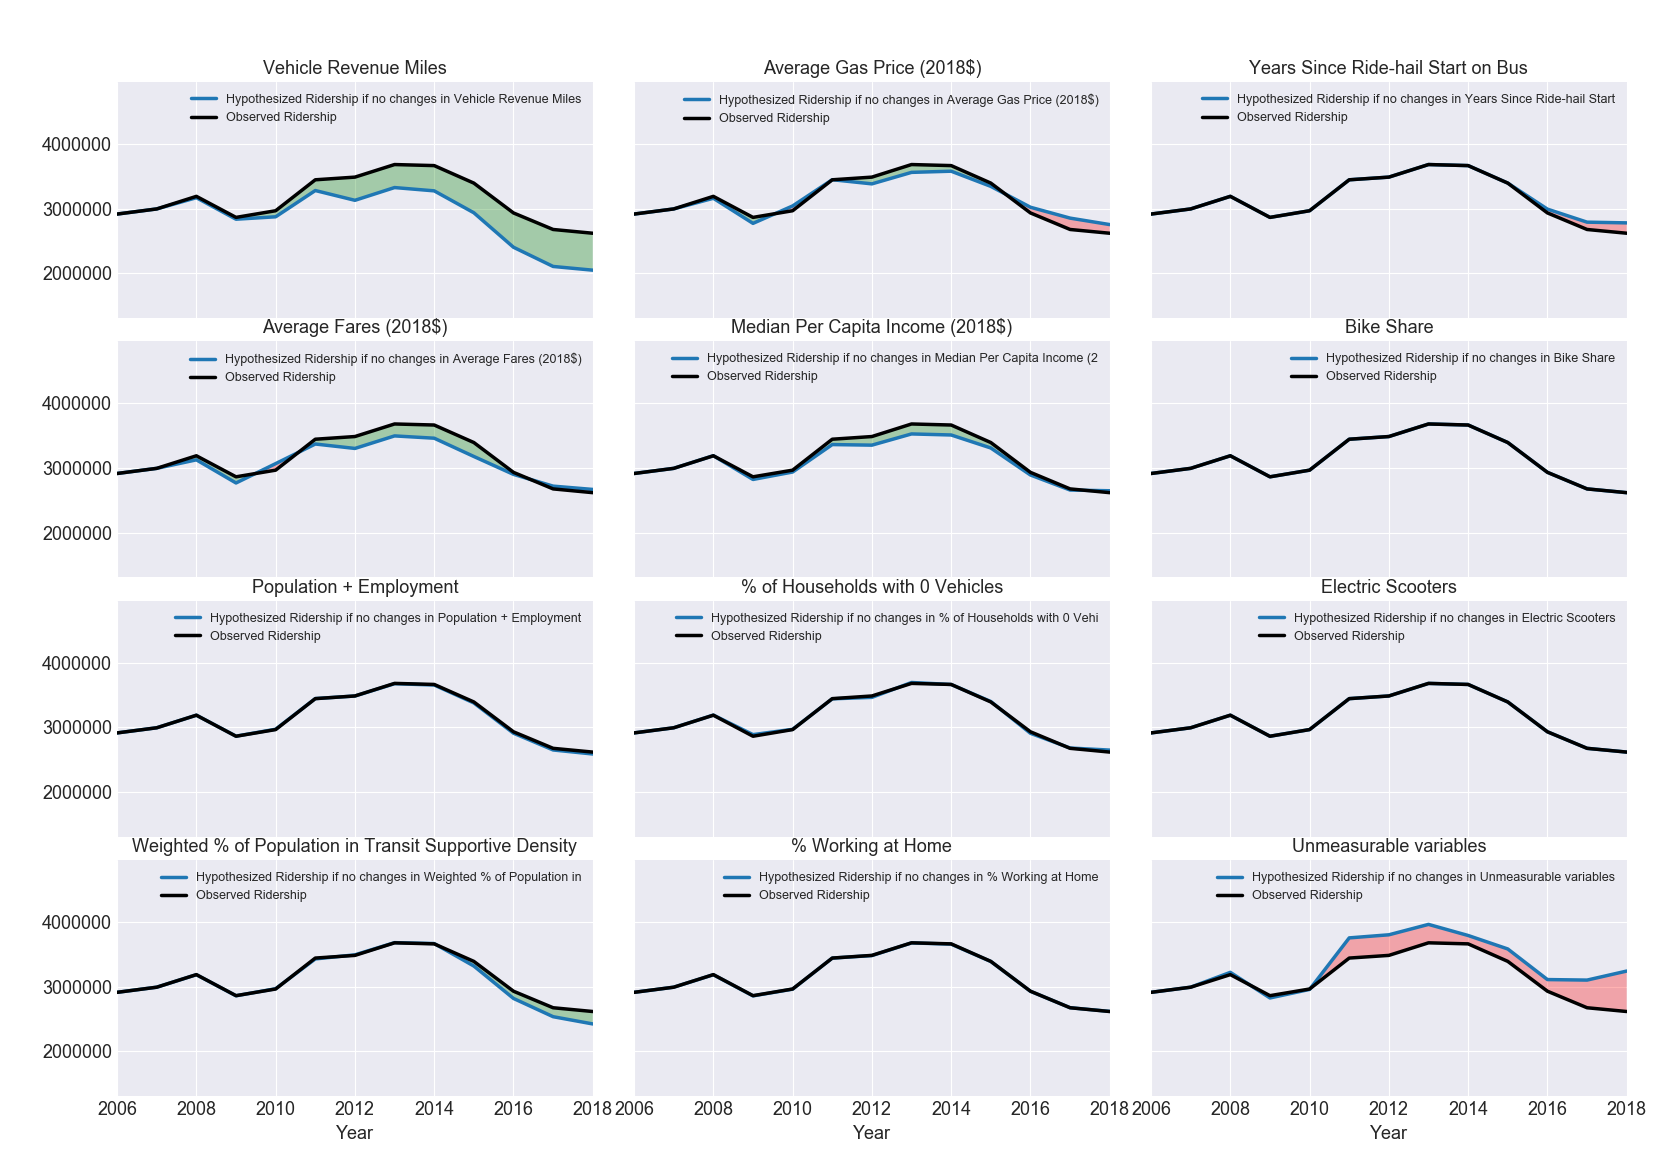 Vehicle Revenue Miles
Hypothesized Ridership if no changes in Vehicle Revenue Miles
Observed Ridership
4000000
3000000
2000000
Average Gas Price (2018$)
Hypothesized Ridership if no changes in Average Gas Price (2018$)
Observed Ridership
Years Since Ride-hail Start on Bus
Hypothesized Ridership if no changes in Years Since Ride-hail Start
Observed Ridership
Average Fares (2018$)
Hypothesized Ridership if no changes in Average Fares (2018$)
Observed Ridership
4000000
3000000
2000000
Median Per Capita Income (2018$)
Hypothesized Ridership if no changes in Median Per Capita Income (2
Observed Ridership
Bike Share
Hypothesized Ridership if no changes in Bike Share
Observed Ridership
Population + Employment
Hypothesized Ridership if no changes in Population + Employment
Observed Ridership
4000000
3000000
2000000
% of Households with 0 Vehicles
Hypothesized Ridership if no changes in % of Households with 0 Vehi
Observed Ridership
Electric Scooters
Hypothesized Ridership if no changes in Electric Scooters
Observed Ridership
Weighted % of Population in Transit Supportive Density
Hypothesized Ridership if no changes in Weighted % of Population in
Observed Ridership
4000000
3000000
2000000
2006 2008 2010 2012 2014 2016 2018
Year
% Working at Home
Hypothesized Ridership if no changes in % Working at Home
Observed Ridership
2006 2008 2010 2012 2014 2016 2018
Year
Unmeasurable variables
Hypothesized Ridership if no changes in Unmeasurable variables
Observed Ridership
2006 2008 2010 2012 2014 2016 2018
Year